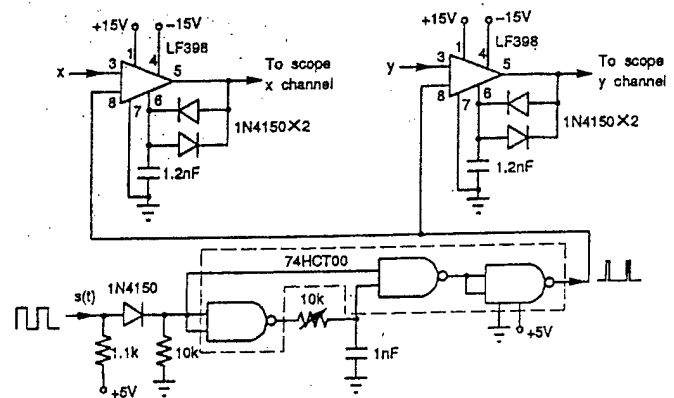 +15V -15V
LF398
1
4
x 3
5 To scope
x channel
8 7 6
1N4150×2
1.2nF
+15V -15V
LF398
1
4
y 3
5 To scope
y channel
8 7 6
1N4150×2
1.2nF
74HCT00
s(t) 1N4150
10k
1.1k 10k
1nF
+5V
+5V